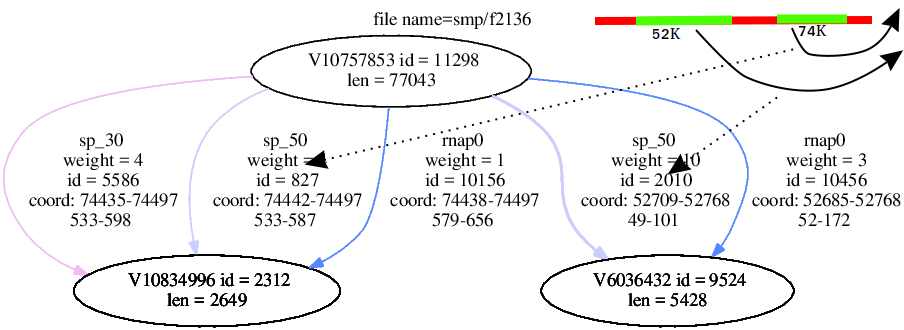 file name=smp/f2136
52K
74K
V10757853 id = 11298
len = 77043
sp_30
weight = 4
id = 5586
coord: 74435-74497
533-598
sp_50
weight =
id = 827
coord: 74442-74497
533-587
rnap0
weight = 1
id = 10156
coord: 74438-74497
579-656
sp_50
weight = 10
id = 2010
coord: 52709-52768
49-101
rnap0
weight = 3
id = 10456
coord: 52685-52768
52-172
V10834996 id = 2312
len = 2649
V6036432 id = 9524
len = 5428